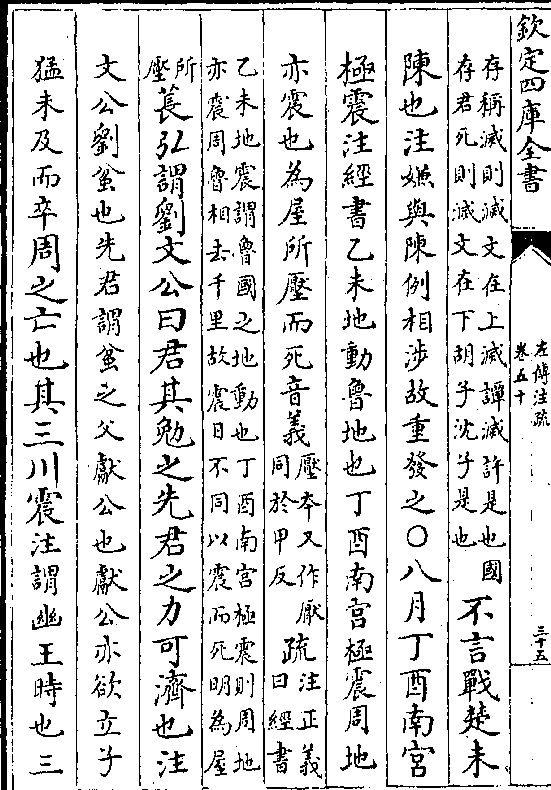 欽定四庫全書
左傳注疏
卷五十
三十五
存稱滅則滅文在上滅譚滅許是也國
存君死則滅文在下胡子沈子是也
不言戰楚未
陳也注嫌與陳例相涉故重發之○八月丁酉南宮
極震注經書乙未地動魯地也丁酉南宮極震周地
亦震也為屋所壓而死音義
壓本又作厭
同於甲反
疏
注正義
曰經書
乙未地震謂魯國之地動也丁酉南宮極震則周地
亦震周魯相去千里故震日不同以震而死明為屋
所
壓
萇弘謂劉文公曰君其勉之先君之力可濟也注
文公劉蚠也先君謂蚠之父獻公也獻公亦欲立子
猛未及而卒周之亡也其三川震注謂幽王時也三